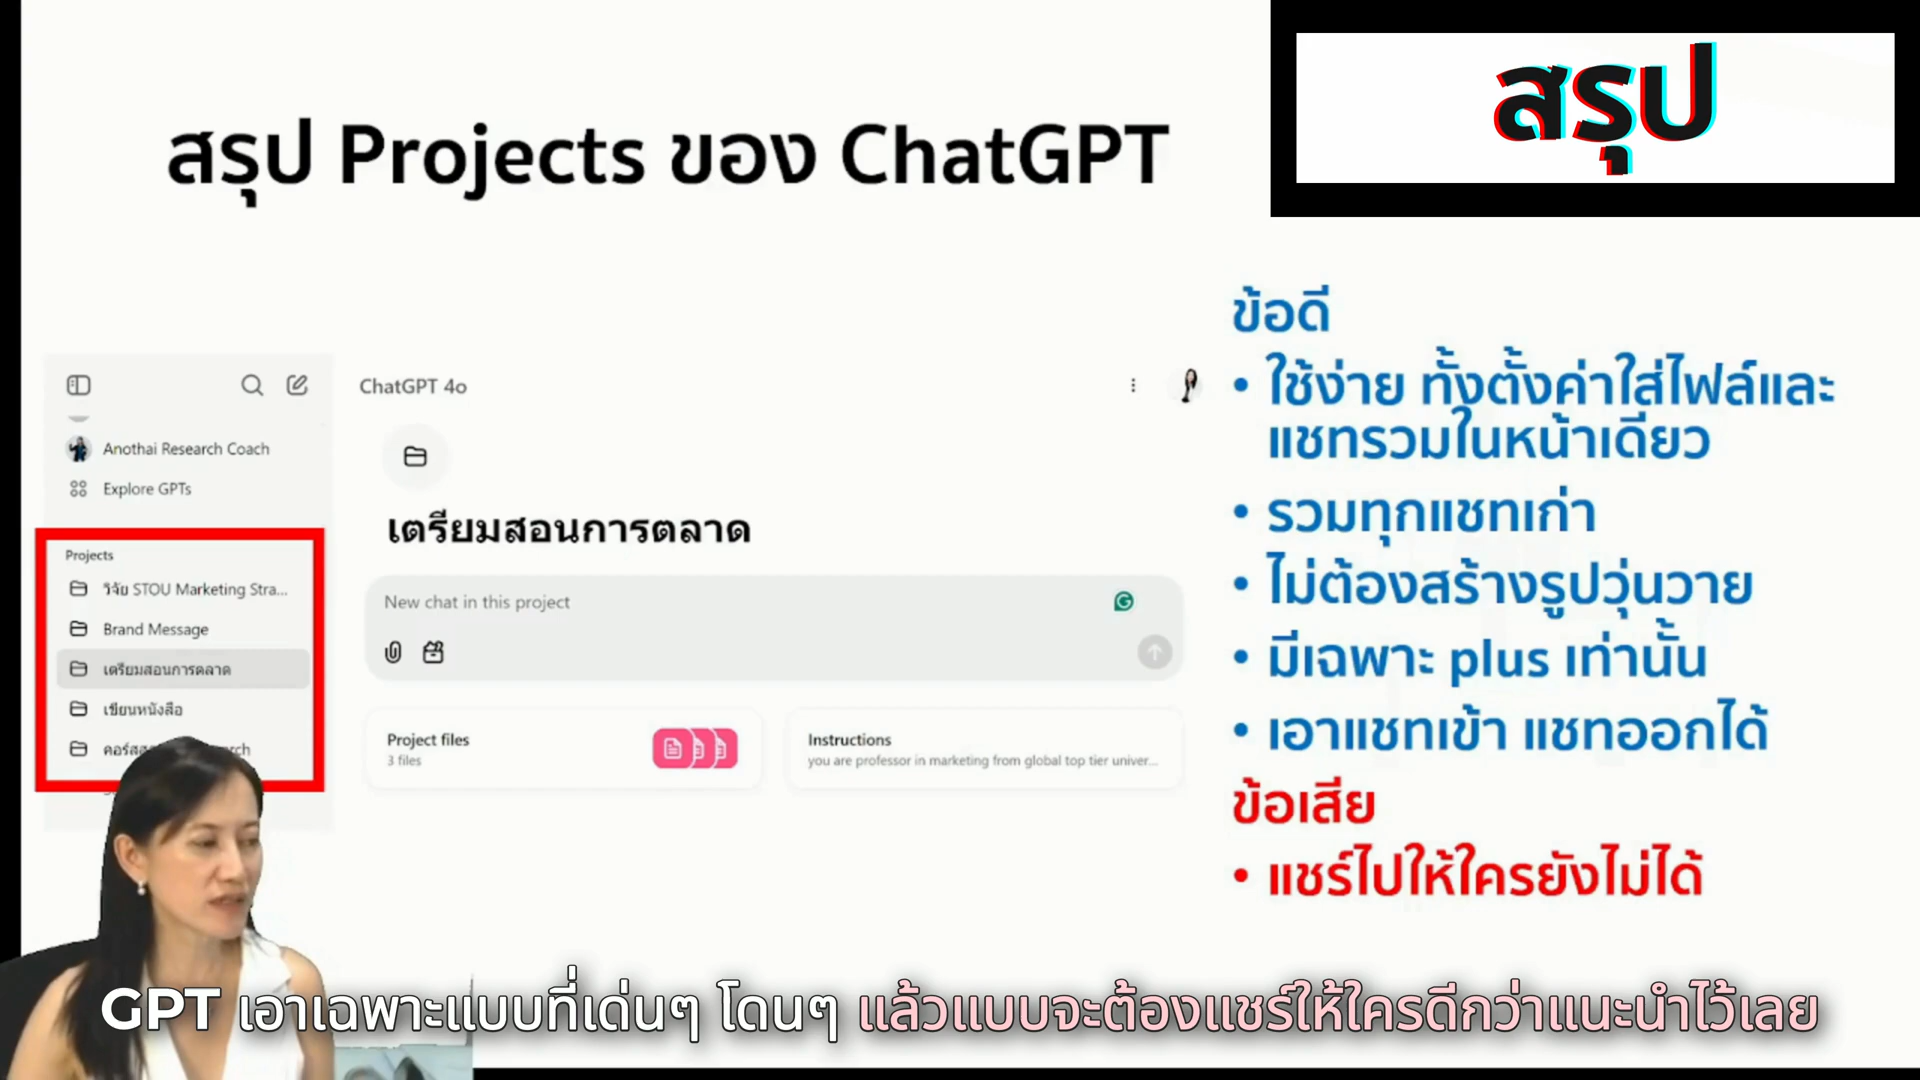 สรุป
สรุป Projects ของ ChatGPT
ChatGPT 4o
Anothai Research Coach
Explore GPTs
Projects
วิจัย STOU Marketing Stra...
Brand Message
เตรียมสอนการตลาด
เขียนหนังสือ
เตรียมสอนการตลาด
New chat in this project
Project files
3 files
Instructions
you are professor in marketing from global top tier univer...
ข้อดี
• ใช้ง่าย ทั้งตั้งค่าใส่ไฟล์และ
แชทรวมในหน้าเดียว
• รวมทุกแชทเก่า
• ไม่ต้องสร้างรูปวุ่นวาย
• มีเฉพาะ plus เท่านั้น
• เอาแชทเข้า แชทออกได้
ข้อเสีย
• แชร์ไปให้ใครยังไม่ได้
GPT เอาเฉพาะแบบที่เด่นๆ โดนๆ แล้วแบบจะต้องแชร์ให้ใครดีกว่าแนะนำไว้เลย